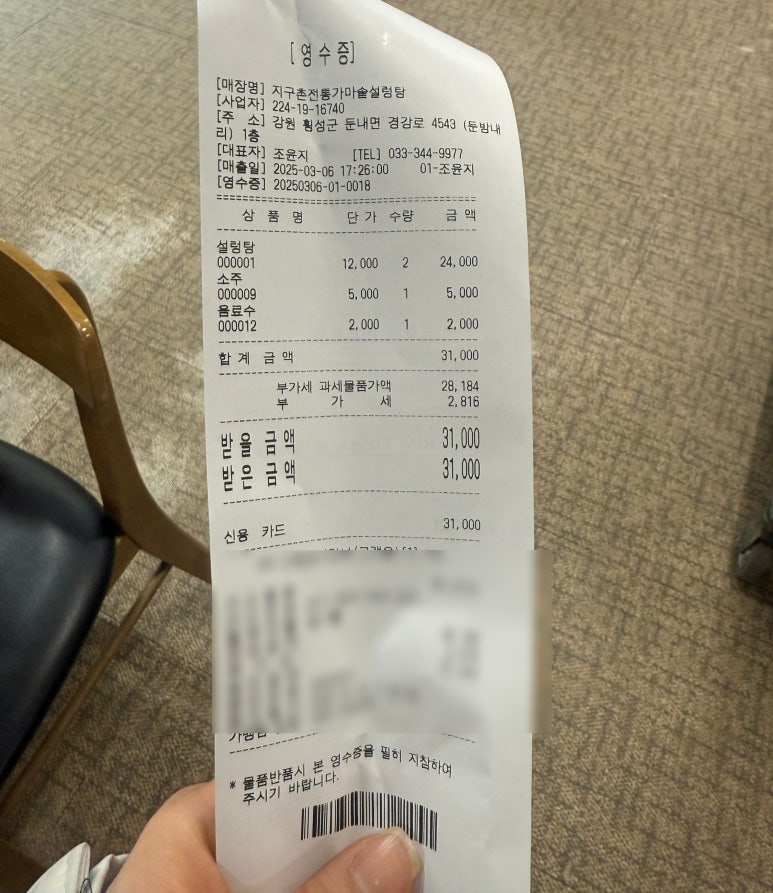 [영수증]
[매장명] 지구촌전통가마솥설렁탕
[사업자] 224-19-16740
[주 소] 강원 횡성군 둔내면 경강로 4543 (둔방내
리) 1층
[대표자] 조윤지 [TEL] 033-344-9977
[매출일] 2025-03-06 17:26:00 01-조윤지
[영수증] 20250306-01-0018
상 품 명 단 가 수량 금 액
설렁탕
000001 12,000 2 24,000
소주
000009 5,000 1 5,000
음료수
000012 2,000 1 2,000
합 계 금 액 31,000
부가세 과세물품가액 28,184
부 가 세 2,816
받을 금액 31,000
받은 금액 31,000
신용 카드 31,000
* 물품반품시 본 영수증을 필히 지참하여
주시기 바랍니다.